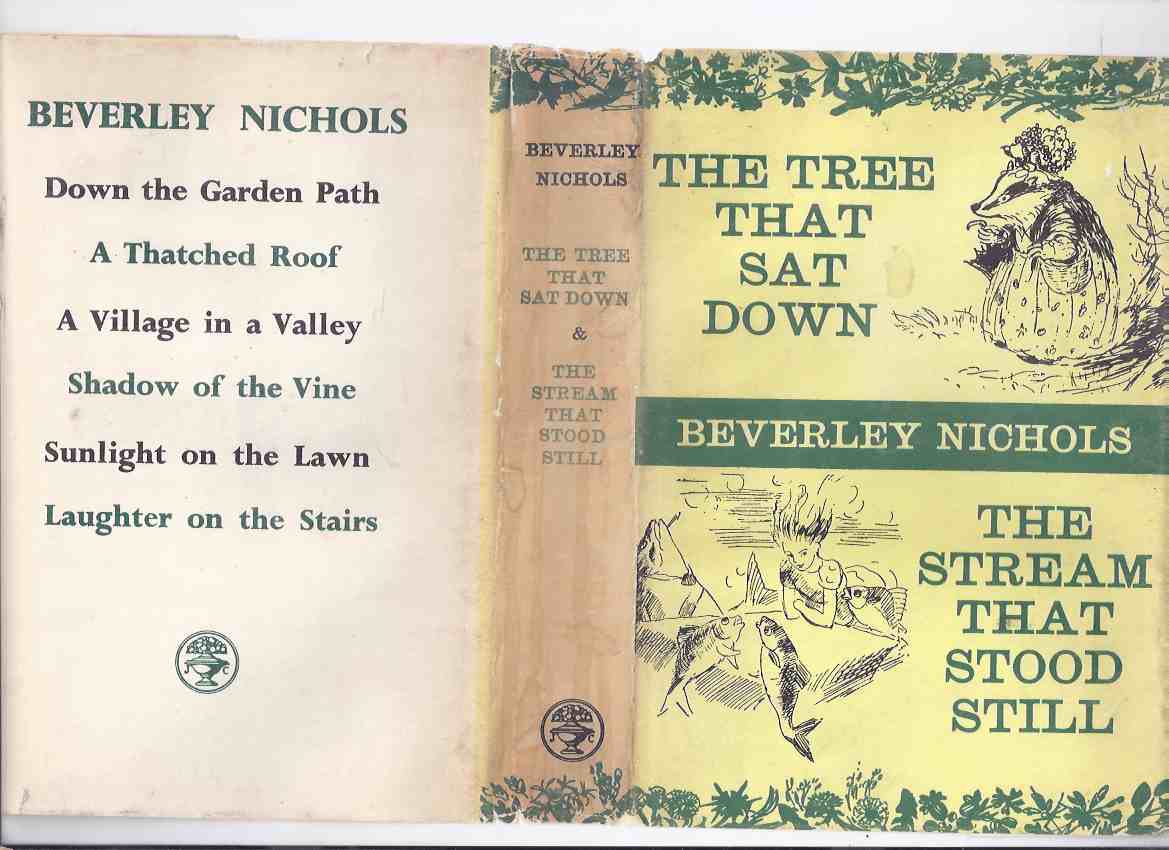 BEVERLEY NICHOLS
Down the Garden Path
A Thatched Roof
A Village in a Valley
Shadow of the Vine
Sunlight on the Lawn
Laughter on the Stairs
J C
BEVERLEY
NICHOLS
THE TREE
THAT
SAT DOWN
&
THE
STREAM
THAT
STOOD
STILL
J C
THE TREE
THAT
SAT
DOWN
BEVERLEY NICHOLS
THE
STREAM
THAT
STOOD
STILL